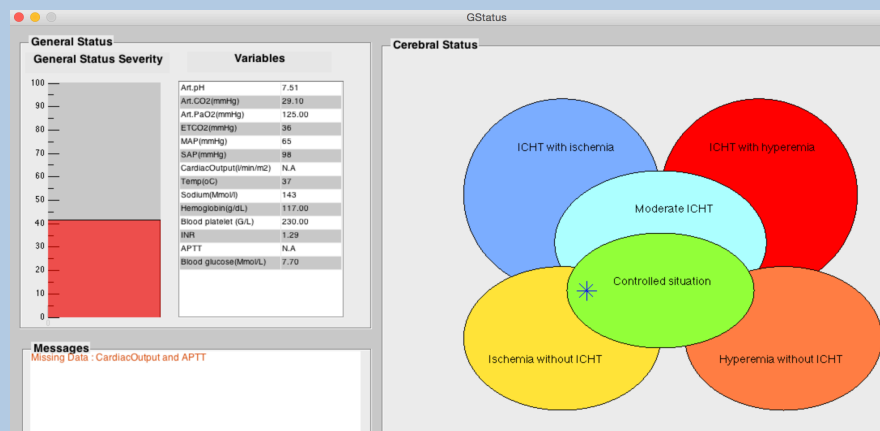 GStatus
General Status
General Status Severity
Variables
100
90
80
70
60
50
40
30
20
10
0
Art.pH 7.51
Art.CO2(mmHg) 29.10
Art.PaO2(mmHg) 125.00
ETCO2(mmHg) 36
MAP(mmHg) 65
SAP(mmHg) 98
CardiacOutput(l/min/m2) N.A
Temp(oC) 37
Sodium(Mmol/l) 143
Hemoglobin(g/dL) 117.00
Blood platelet (G/L) 230.00
INR 1.29
APTT N.A
Blood glucose(Mmol/L) 7.70
Messages
Missing Data : CardiacOutput and APTT
Cerebral Status
ICHT with ischemia
ICHT with hyperemia
Moderate ICHT
Controlled situation
Ischemia without ICHT
Hyperemia without ICHT